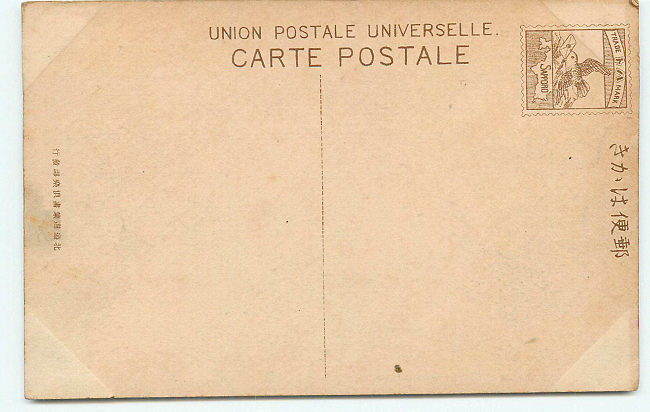 UNION POSTALE UNIVERSELLE.
CARTE POSTALE
TRADE MARK
SAPPORO
郵便はかき